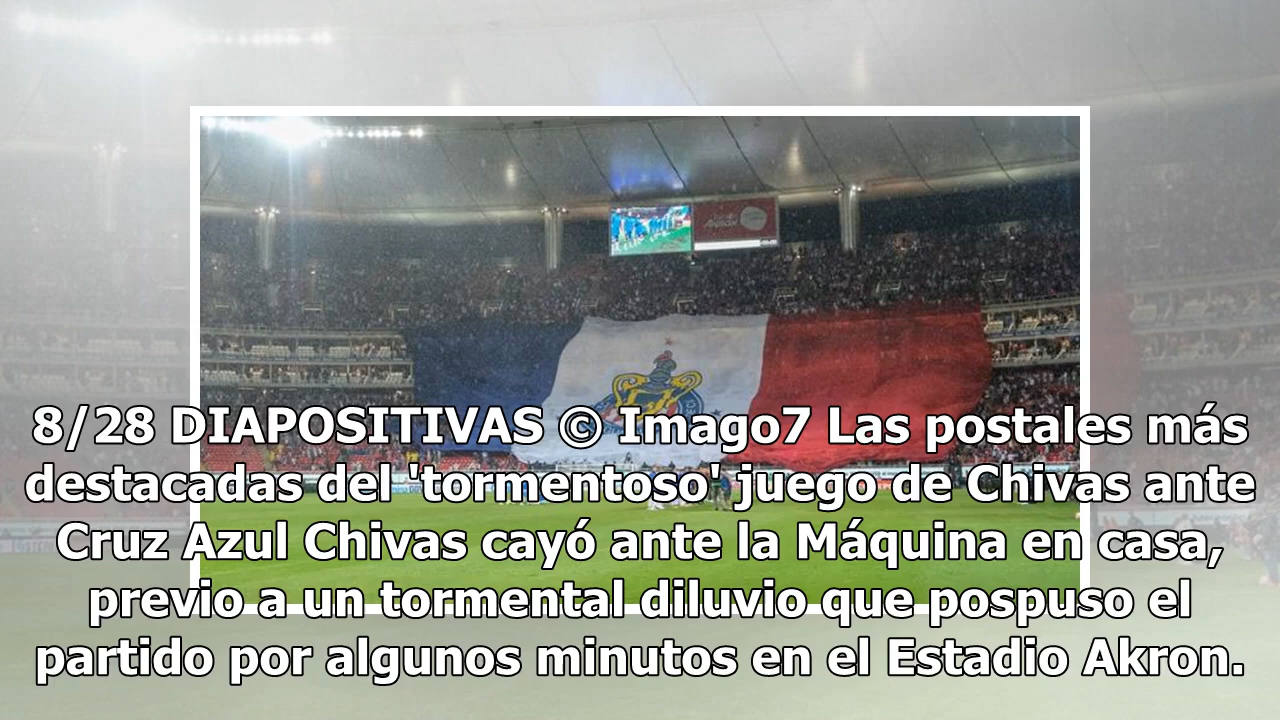 8/28 DIAPOSITIVAS © Imago7 Las postales más
destacadas del 'tormentoso' juego de Chivas ante
Cruz Azul Chivas cayó ante la Máquina en casa,
previo a un tormental diluvio que pospuso el
partido por algunos minutos en el Estadio Akron.